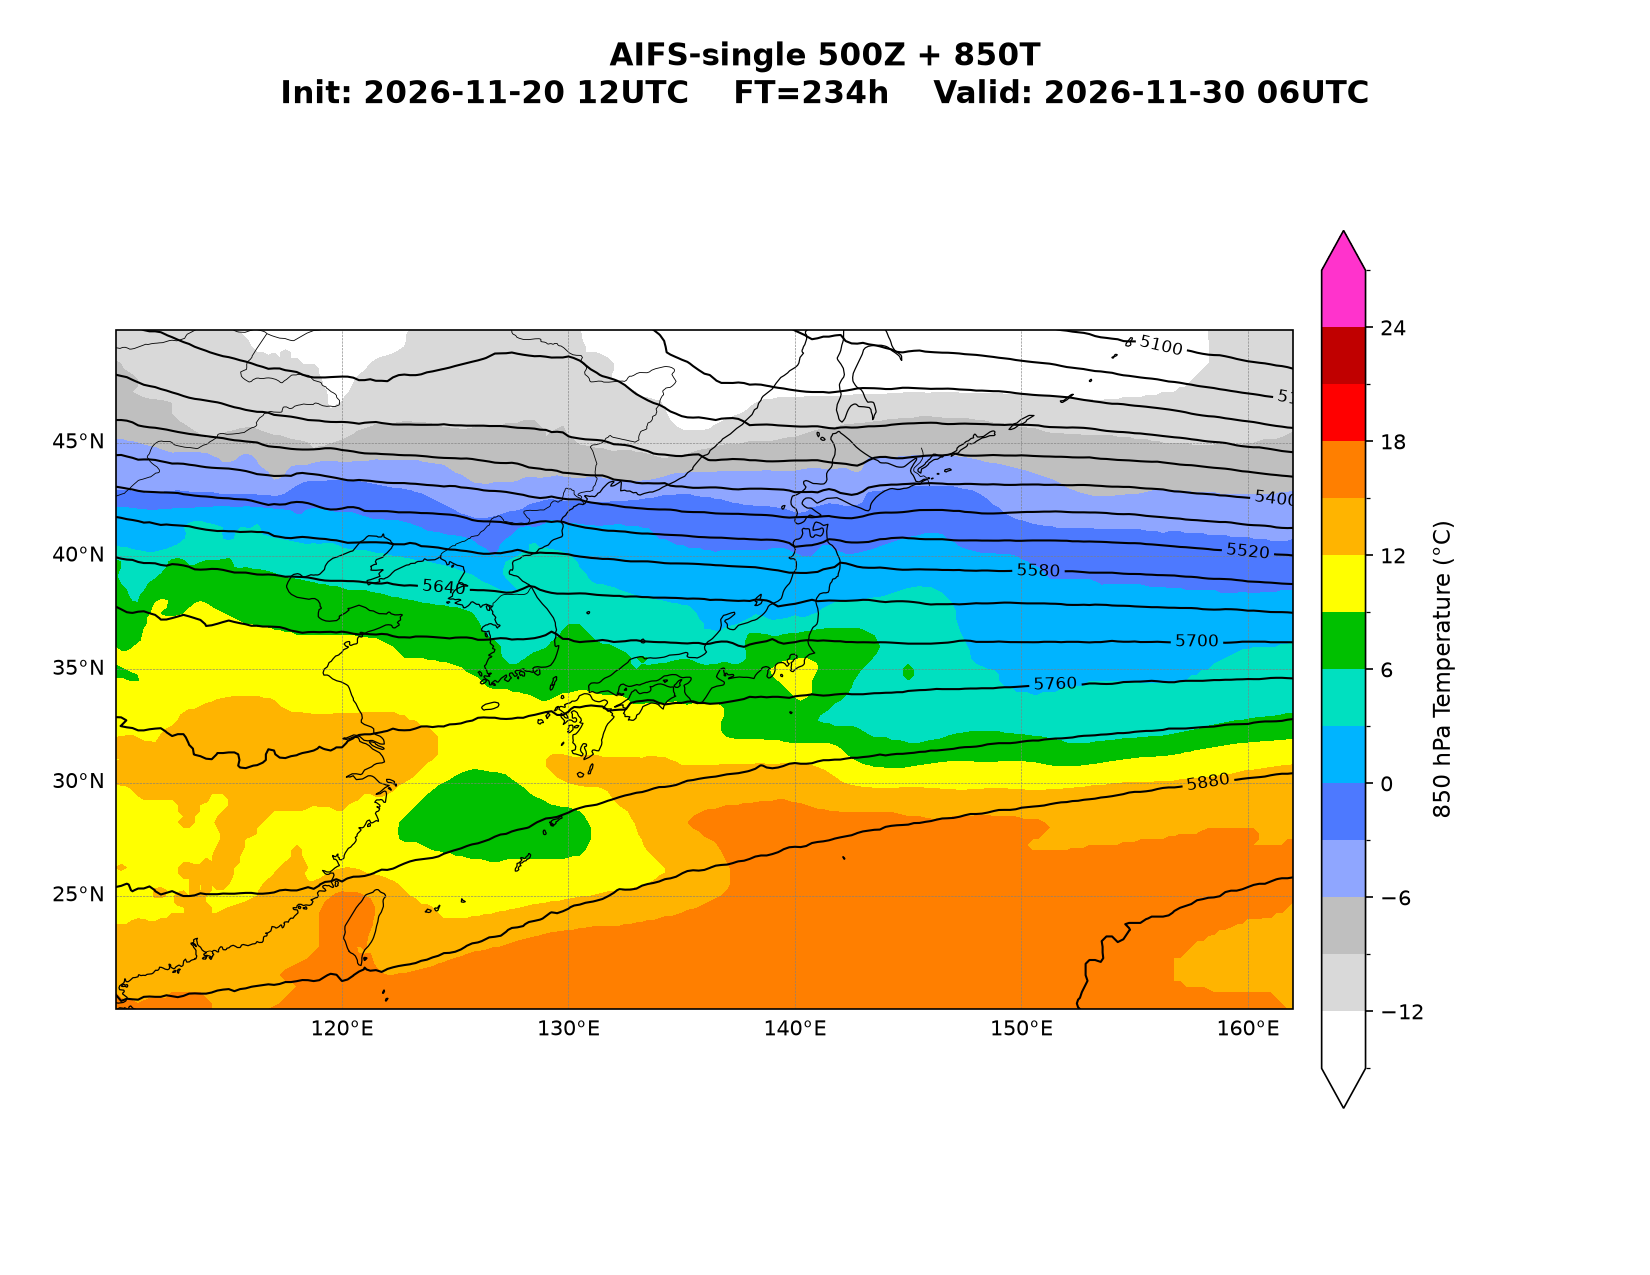 AIFS-single 500Z + 850T
Init: 2026-11-20 12UTC    FT=234h    Valid: 2026-11-30 06UTC
5100
5400
5520
5580
5640
5700
5760
5880
45°N
40°N
35°N
30°N
25°N
120°E
130°E
140°E
150°E
160°E
24
18
12
6
0
−6
−12
850 hPa Temperature (°C)